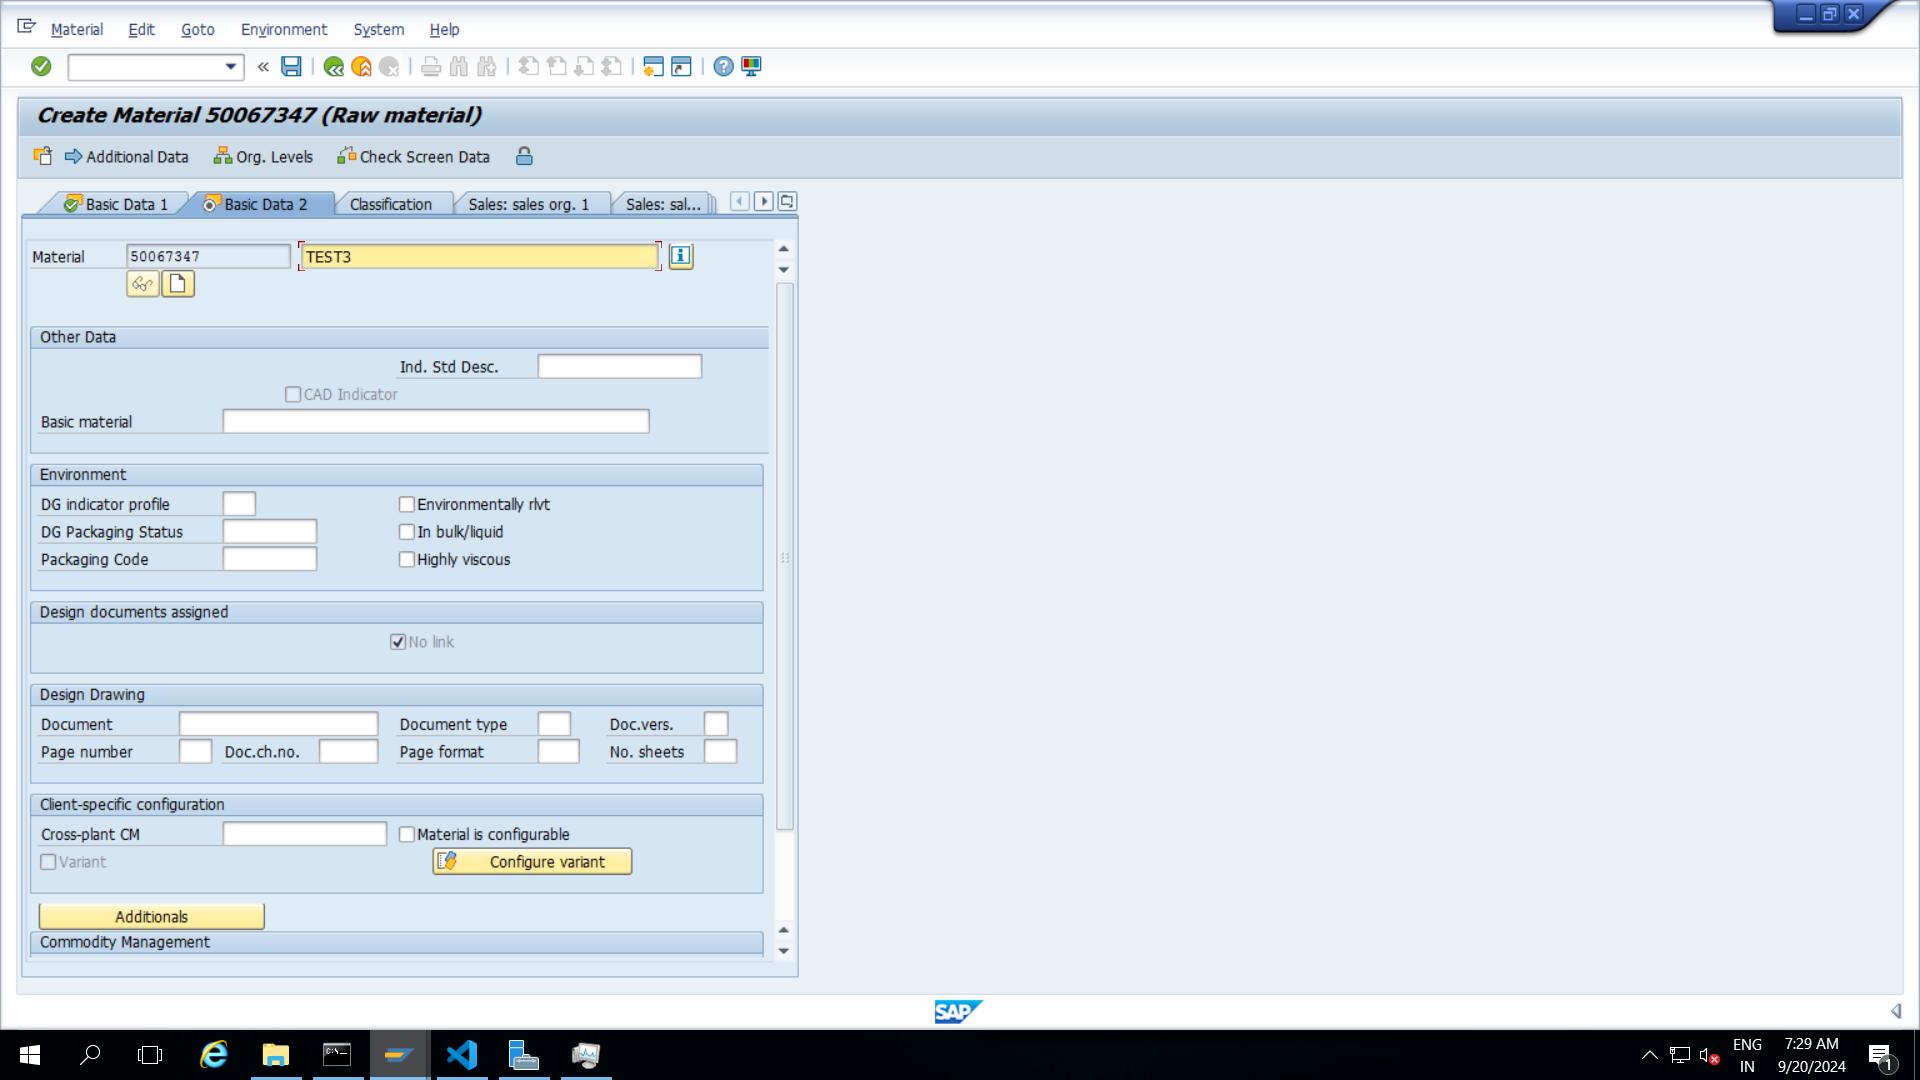 Material Edit Goto Environment System Help
Create Material 50067347 (Raw material)
Additional Data Org. Levels Check Screen Data
Basic Data 1 Basic Data 2 Classification Sales: sales org. 1 Sales: sal...
Material 50067347 TEST3
Other Data
Ind. Std Desc.
CAD Indicator
Basic material
Environment
DG indicator profile Environmentally rlvt
DG Packaging Status In bulk/liquid
Packaging Code Highly viscous
Design documents assigned
No link
Design Drawing
Document Document type Doc.vers.
Page number Doc.ch.no. Page format No. sheets
Client-specific configuration
Cross-plant CM Material is configurable
Variant Configure variant
Additionals
Commodity Management
SAP
ENG 7:29 AM
IN 9/20/2024 1